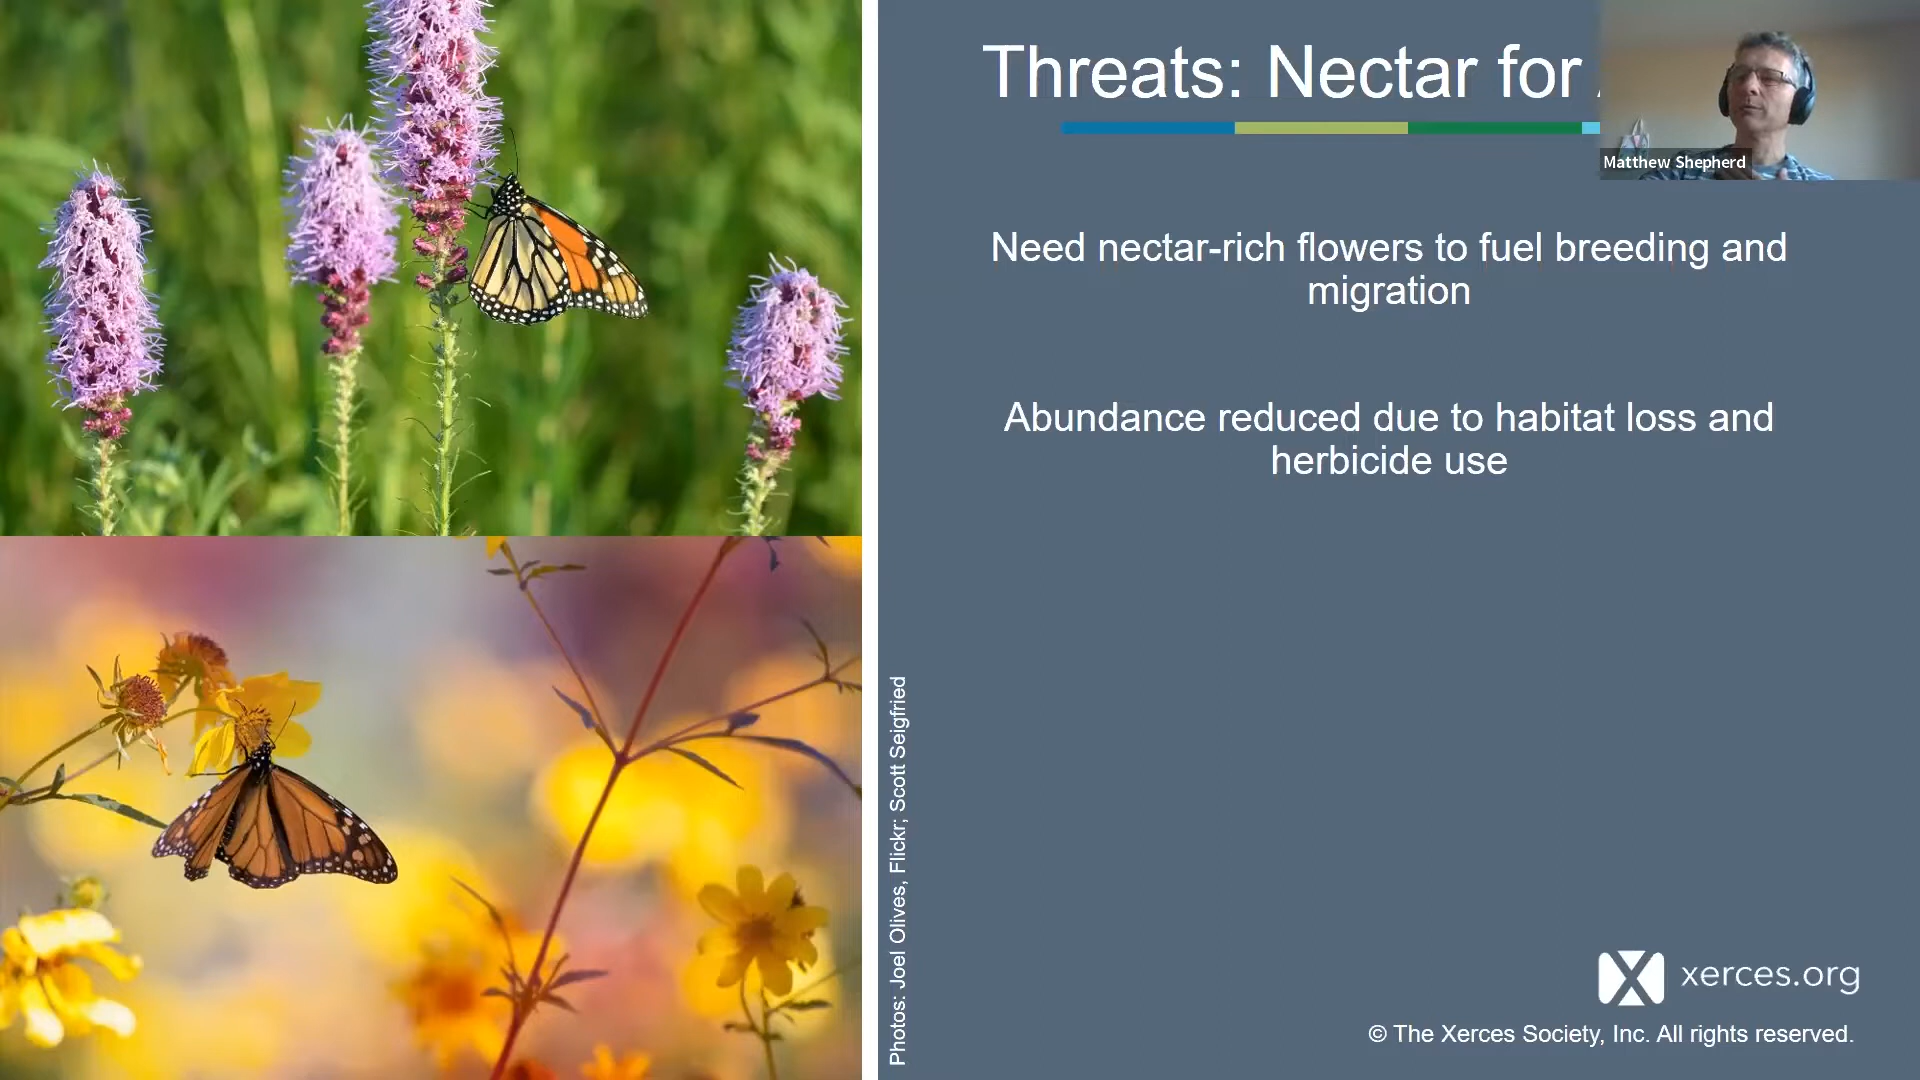 Threats: Nectar for
Matthew Shepherd
Need nectar-rich flowers to fuel breeding and
migration
Abundance reduced due to habitat loss and
herbicide use
Photos: Joel Olives, Flickr; Scott Seigfried
xerces.org
© The Xerces Society, Inc. All rights reserved.